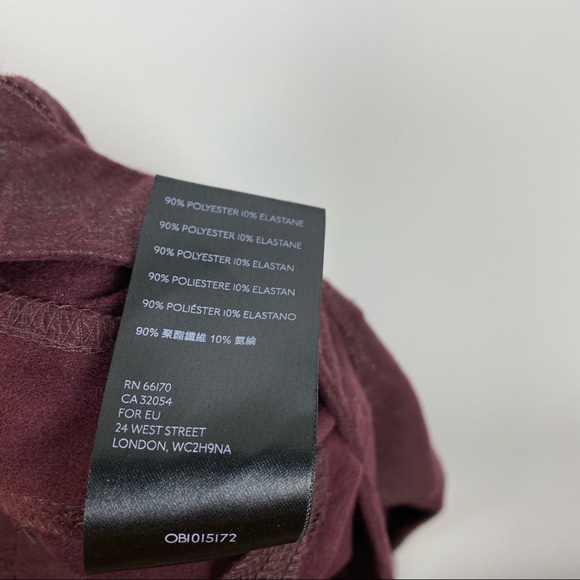 90% POLYESTER 10% ELASTANE
90% POLYESTER 10% ELASTANE
90% POLYESTER 10% ELASTAN
90% POLIESTERE 10% ELASTAN
90% POLIÉSTER 10% ELASTANO
90% 聚酯纖維 10% 氨綸
RN 66170
CA 32054
FOR EU
24 WEST STREET
LONDON, WC2H9NA
OB1015172